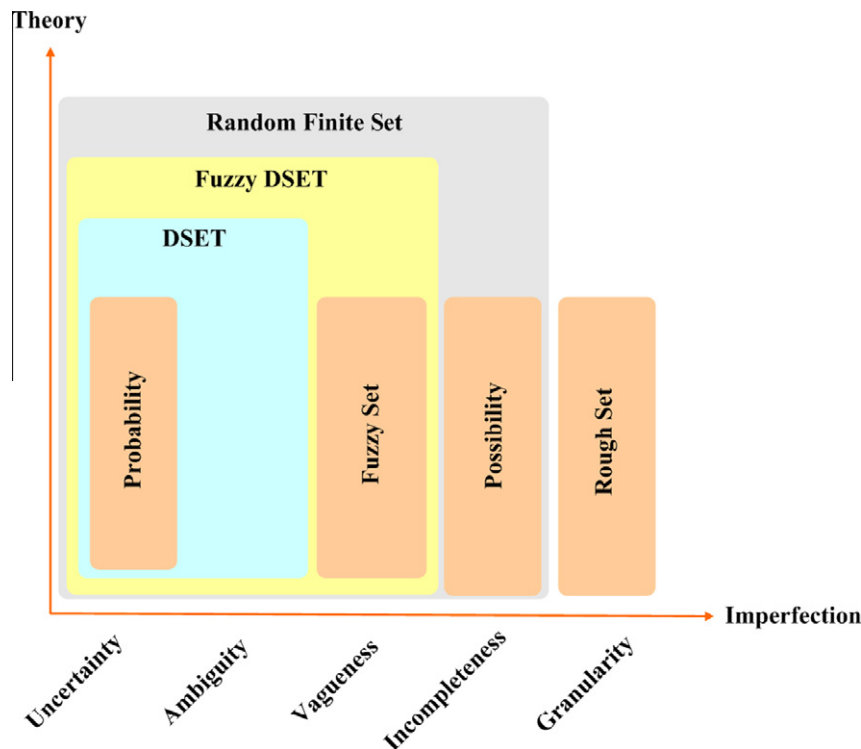 Theory
Random Finite Set
Fuzzy DSET
DSET
Probability
Fuzzy Set
Possibility
Rough Set
Imperfection
Uncertainty
Ambiguity
Vagueness
Incompleteness
Granularity